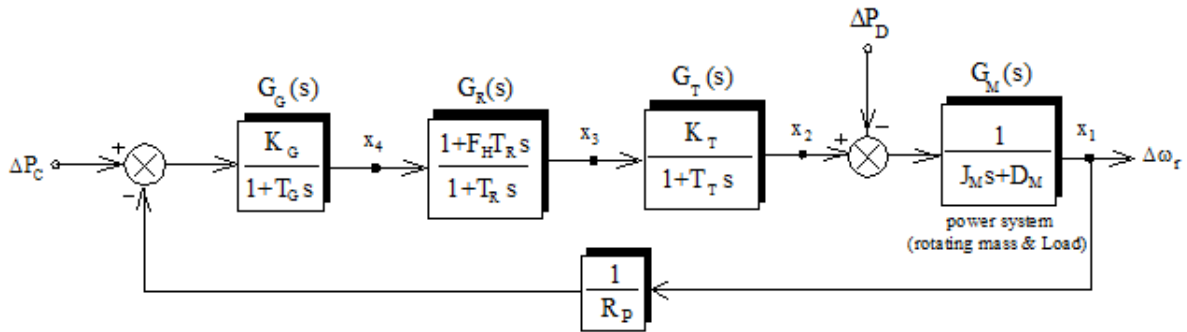 ΔP_D
G_G(s)
G_R(s)
G_T(s)
G_M(s)
ΔP_C
+
−
K_G
1+T_G s
x_4
1+F_H T_R s
1+T_R s
x_3
K_T
1+T_T s
x_2
+
−
1
J_M s+D_M
x_1
Δω_r
power system
(rotating mass & Load)
1
R_P